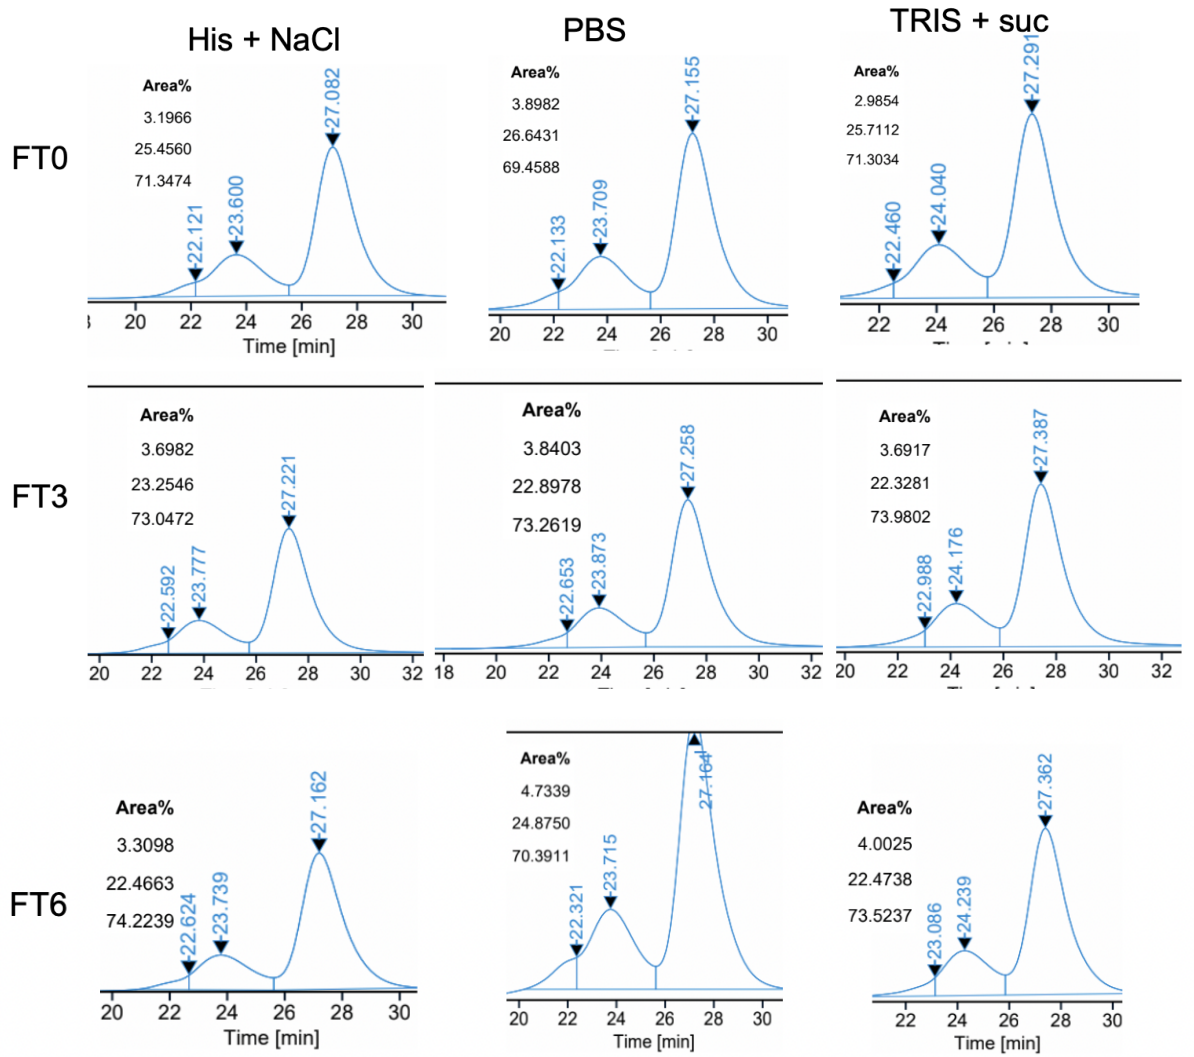 His + NaCl
PBS
TRIS + suc
FT0
Area%
3.1966
25.4560
71.3474
22.121
23.600
27.082
20 22 24 26 28 30
Time [min]
Area%
3.8982
26.6431
69.4588
22.133
23.709
27.155
20 22 24 26 28 30
Area%
2.9854
25.7112
71.3034
22.460
24.040
27.291
22 24 26 28 30
FT3
Area%
3.6982
23.2546
73.0472
22.592
23.777
27.221
20 22 24 26 28 30 32
Area%
3.8403
22.8978
73.2619
22.653
23.873
27.258
18 20 22 24 26 28 30 32
Area%
3.6917
22.3281
73.9802
22.988
24.176
27.387
20 22 24 26 28 30 32
FT6
Area%
3.3098
22.4663
74.2239
22.624
23.739
27.162
20 22 24 26 28 30
Time [min]
Area%
4.7339
24.8750
70.3911
22.321
23.715
27.164
20 22 24 26 28 30
Time [min]
Area%
4.0025
22.4738
73.5237
23.086
24.239
27.362
22 24 26 28 30
Time [min]